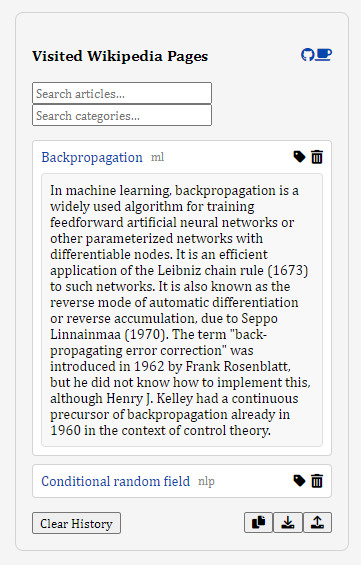 Visited Wikipedia Pages
Search articles...
Search categories...
Backpropagation ml
In machine learning, backpropagation is a
widely used algorithm for training
feedforward artificial neural networks or
other parameterized networks with
differentiable nodes. It is an efficient
application of the Leibniz chain rule (1673)
to such networks. It is also known as the
reverse mode of automatic differentiation
or reverse accumulation, due to Seppo
Linnainmaa (1970). The term "back-
propagating error correction" was
introduced in 1962 by Frank Rosenblatt,
but he did not know how to implement this,
although Henry J. Kelley had a continuous
precursor of backpropagation already in
1960 in the context of control theory.
Conditional random field nlp
Clear History